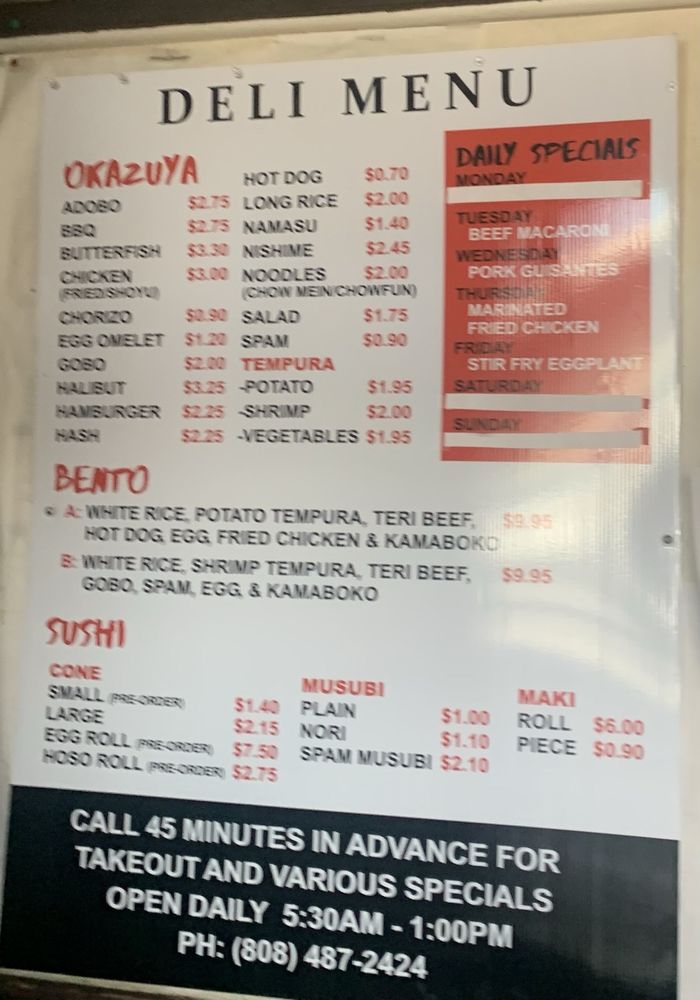 DELI MENU
OKAZUYA
ADOBO $2.75
BBQ $2.75
BUTTERFISH $3.30
CHICKEN $3.00
(FRIED/SHOYU)
CHORIZO $0.90
EGG OMELET $1.20
GOBO $2.00
HALIBUT $3.25
HAMBURGER $2.25
HASH $2.25
HOT DOG $0.70
LONG RICE $2.00
NAMASU $1.40
NISHIME $2.45
NOODLES $2.00
(CHOW MEIN/CHOWFUN)
SALAD $1.75
SPAM $0.90
TEMPURA
-POTATO $1.95
-SHRIMP $2.00
-VEGETABLES $1.95
DAILY SPECIALS
MONDAY
TUESDAY
BEEF MACARONI
WEDNESDAY
PORK GUISANTES
THURSDAY
MARINATED
FRIED CHICKEN
FRIDAY
STIR FRY EGGPLANT
SATURDAY
SUNDAY
BENTO
A: WHITE RICE, POTATO TEMPURA, TERI BEEF, $9.95
HOT DOG, EGG, FRIED CHICKEN & KAMABOKO
B: WHITE RICE, SHRIMP TEMPURA, TERI BEEF, $9.95
GOBO, SPAM, EGG, & KAMABOKO
SUSHI
CONE
SMALL (PRE-ORDER) $1.40
LARGE $2.15
EGG ROLL (PRE-ORDER) $7.50
HOSO ROLL (PRE-ORDER) $2.75
MUSUBI
PLAIN $1.00
NORI $1.10
SPAM MUSUBI $2.10
MAKI
ROLL $6.00
PIECE $0.90
CALL 45 MINUTES IN ADVANCE FOR
TAKEOUT AND VARIOUS SPECIALS
OPEN DAILY 5:30AM - 1:00PM
PH: (808) 487-2424